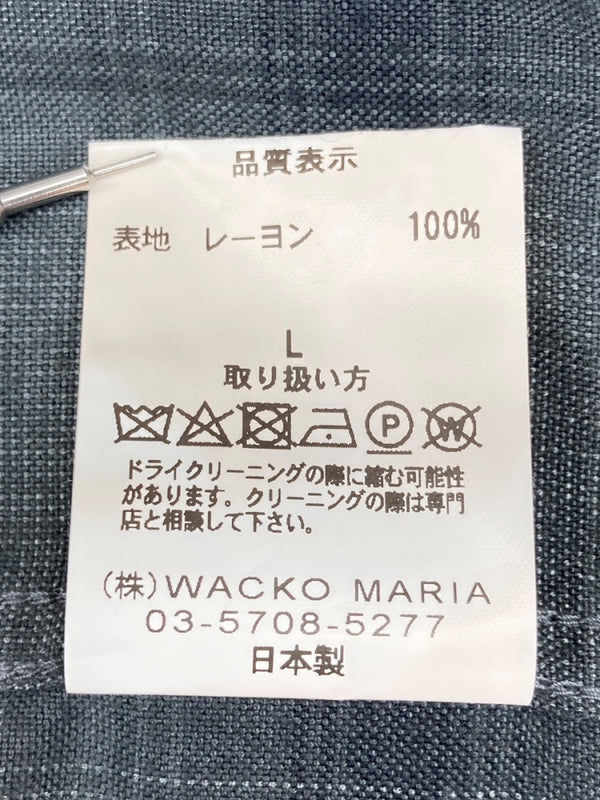 品質表示
表地 レーヨン 100%
L
取り扱い方
P W
ドライクリーニングの際に縮む可能性
があります。クリーニングの際は専門
店と相談して下さい。
(株)WACKO MARIA
03-5708-5277
日本製